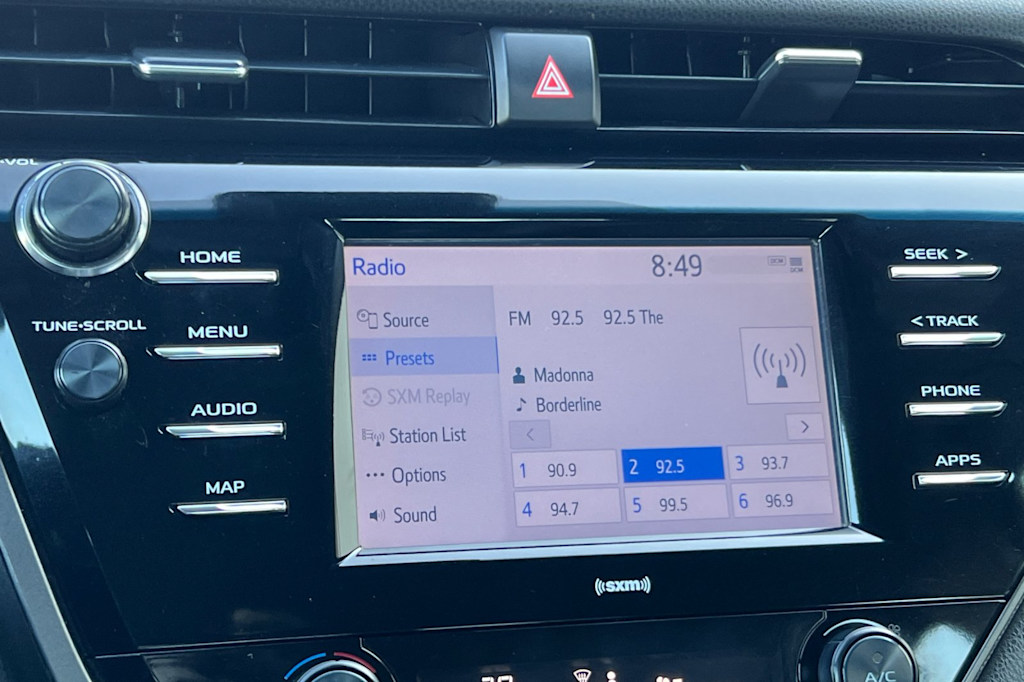 VOL
HOME
MENU
TUNE•SCROLL
AUDIO
MAP
Radio
8:49
DCM
DCM
Source
Presets
SXM Replay
Station List
Options
Sound
FM 92.5 92.5 The
Madonna
Borderline
<
>
1 90.9
2 92.5
3 93.7
4 94.7
5 99.5
6 96.9
SEEK >
< TRACK
PHONE
APPS
((sxm))
A/C